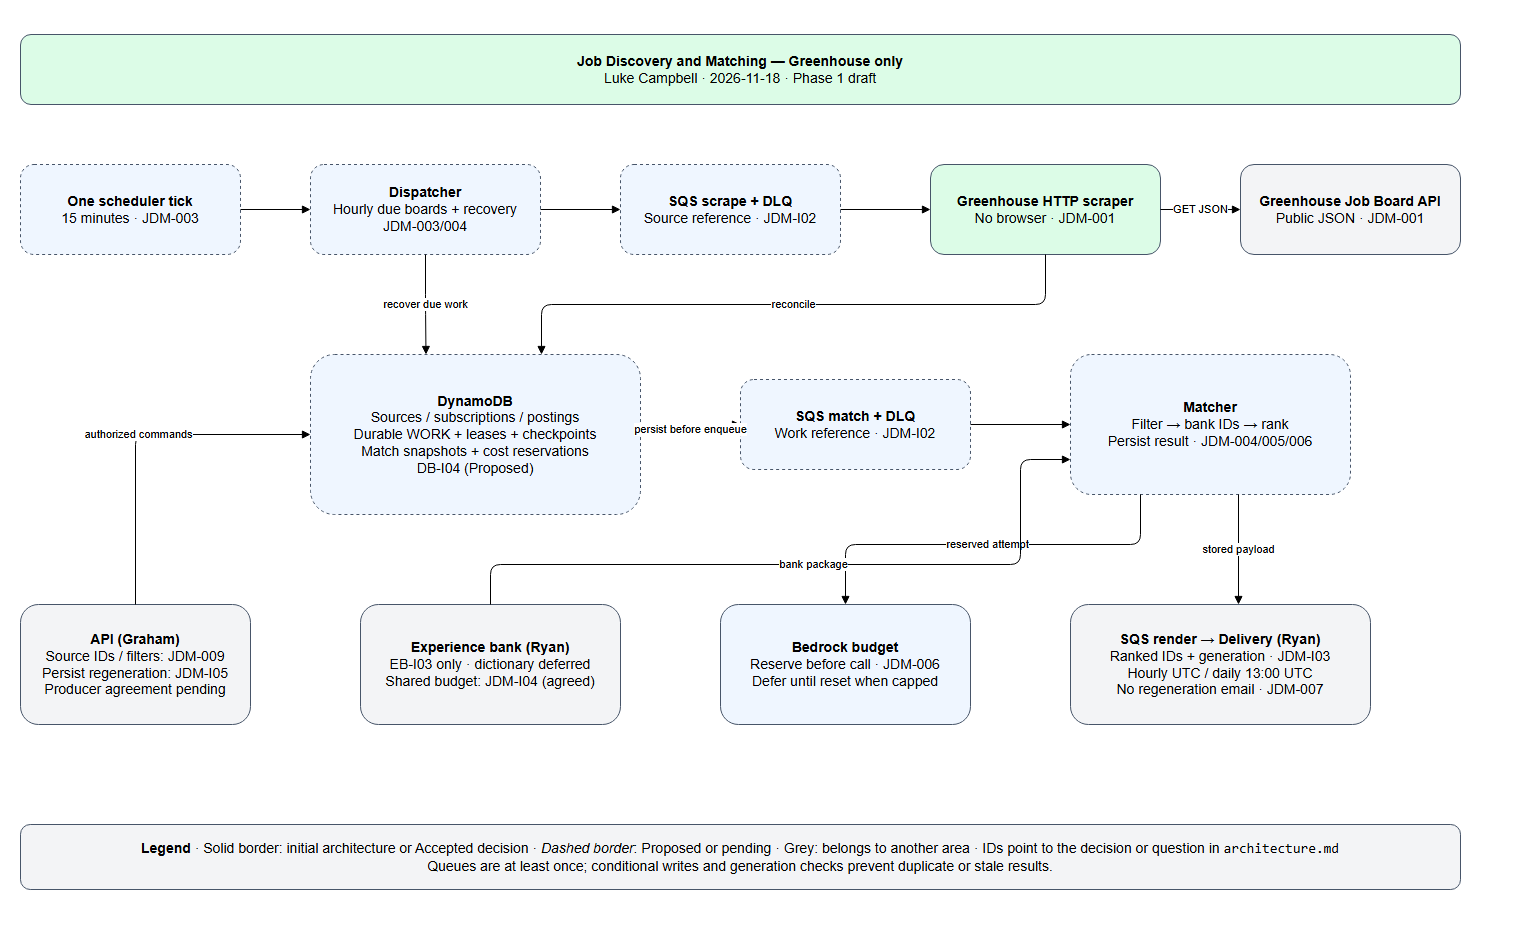 Job Discovery and Matching — Greenhouse only
Luke Campbell · 2026-11-18 · Phase 1 draft
One scheduler tick
15 minutes · JDM-003
Dispatcher
Hourly due boards + recovery
JDM-003/004
SQS scrape + DLQ
Source reference · JDM-I02
Greenhouse HTTP scraper
No browser · JDM-001
GET JSON
Greenhouse Job Board API
Public JSON · JDM-001
recover due work
reconcile
DynamoDB
Sources / subscriptions / postings
Durable WORK + leases + checkpoints
Match snapshots + cost reservations
DB-I04 (Proposed)
authorized commands
persist before enqueue
SQS match + DLQ
Work reference · JDM-I02
Matcher
Filter → bank IDs → rank
Persist result · JDM-004/005/006
reserved attempt
stored payload
bank package
API (Graham)
Source IDs / filters: JDM-009
Persist regeneration: JDM-I05
Producer agreement pending
Experience bank (Ryan)
EB-I03 only · dictionary deferred
Shared budget: JDM-I04 (agreed)
Bedrock budget
Reserve before call · JDM-006
Defer until reset when capped
SQS render → Delivery (Ryan)
Ranked IDs + generation · JDM-I03
Hourly UTC / daily 13:00 UTC
No regeneration email · JDM-007
Legend · Solid border: initial architecture or Accepted decision · Dashed border: Proposed or pending · Grey: belongs to another area · IDs point to the decision or question in architecture.md
Queues are at least once; conditional writes and generation checks prevent duplicate or stale results.